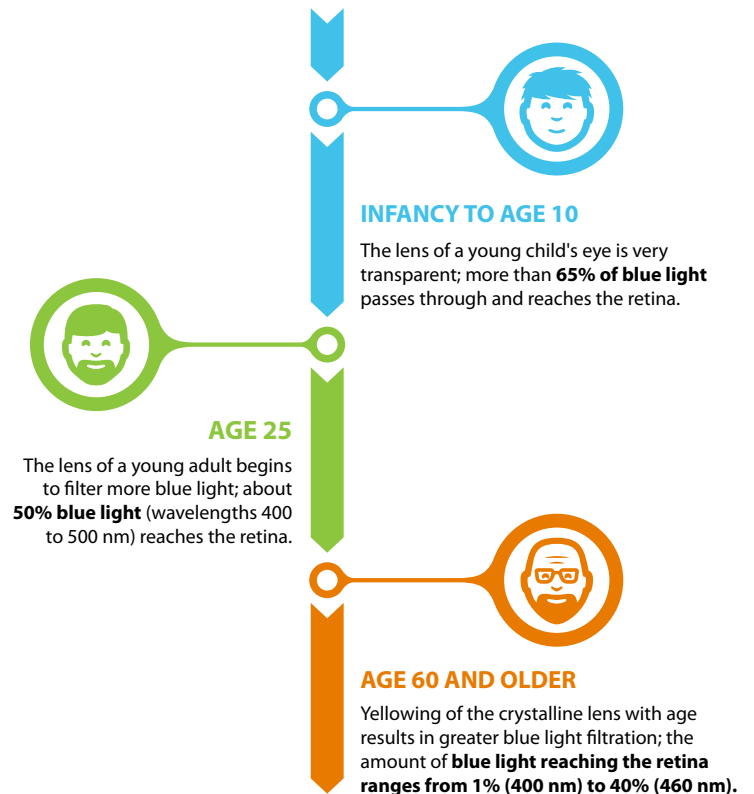 INFANCY TO AGE 10
The lens of a young child's eye is very
transparent; more than 65% of blue light
passes through and reaches the retina.
AGE 25
The lens of a young adult begins
to filter more blue light; about
50% blue light (wavelengths 400
to 500 nm) reaches the retina.
AGE 60 AND OLDER
Yellowing of the crystalline lens with age
results in greater blue light filtration; the
amount of blue light reaching the retina
ranges from 1% (400 nm) to 40% (460 nm).